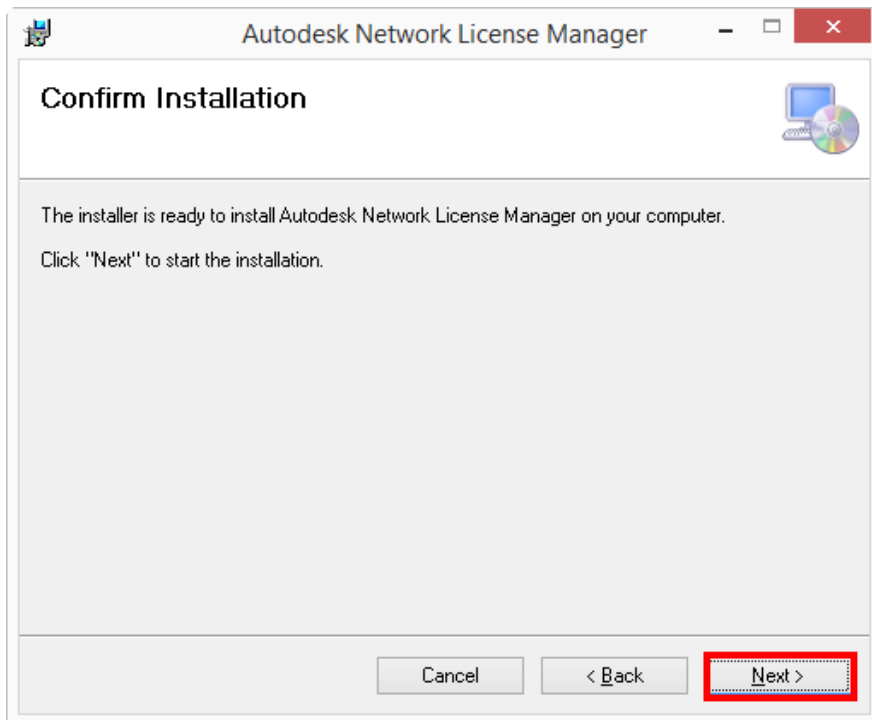 Autodesk Network License Manager
Confirm Installation
The installer is ready to install Autodesk Network License Manager on your computer.
Click "Next" to start the installation.
Cancel
< Back
Next >